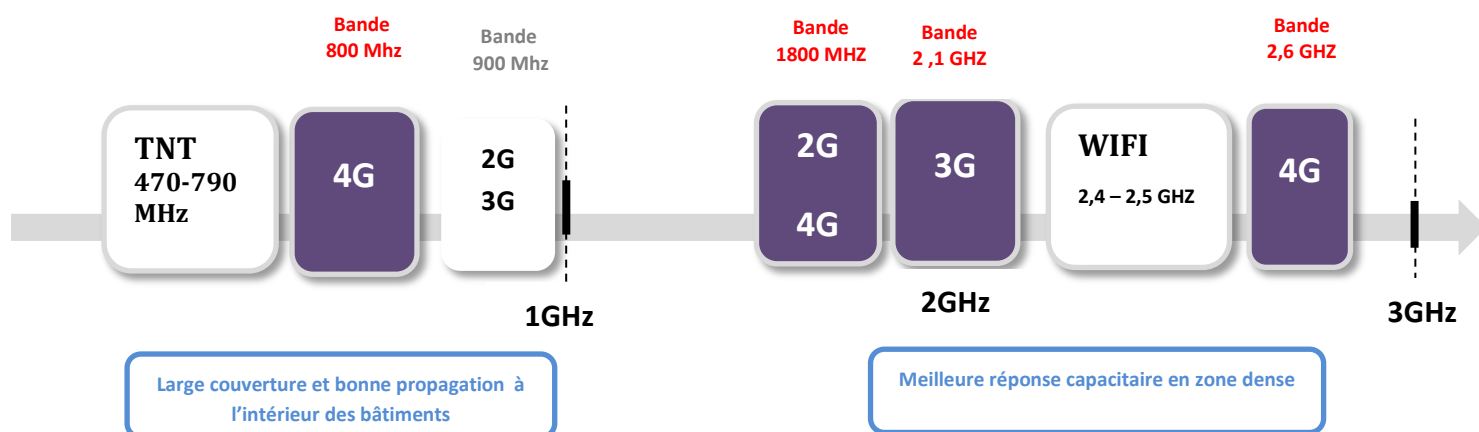 Bande
800 Mhz
Bande
900 Mhz
Bande
1800 MHZ
Bande
2 ,1 GHZ
Bande
2,6 GHZ
TNT
470-790
MHz
4G
2G
3G
2G
4G
3G
WIFI
2,4 – 2,5 GHZ
4G
1GHz
2GHz
3GHz
Large couverture et bonne propagation à
l’intérieur des bâtiments
Meilleure réponse capacitaire en zone dense